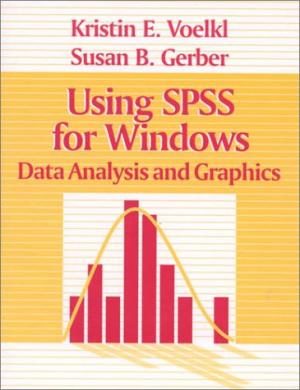 Kristin E. Voelkl
Susan B. Gerber
Using SPSS
for Windows
Data Analysis and Graphics